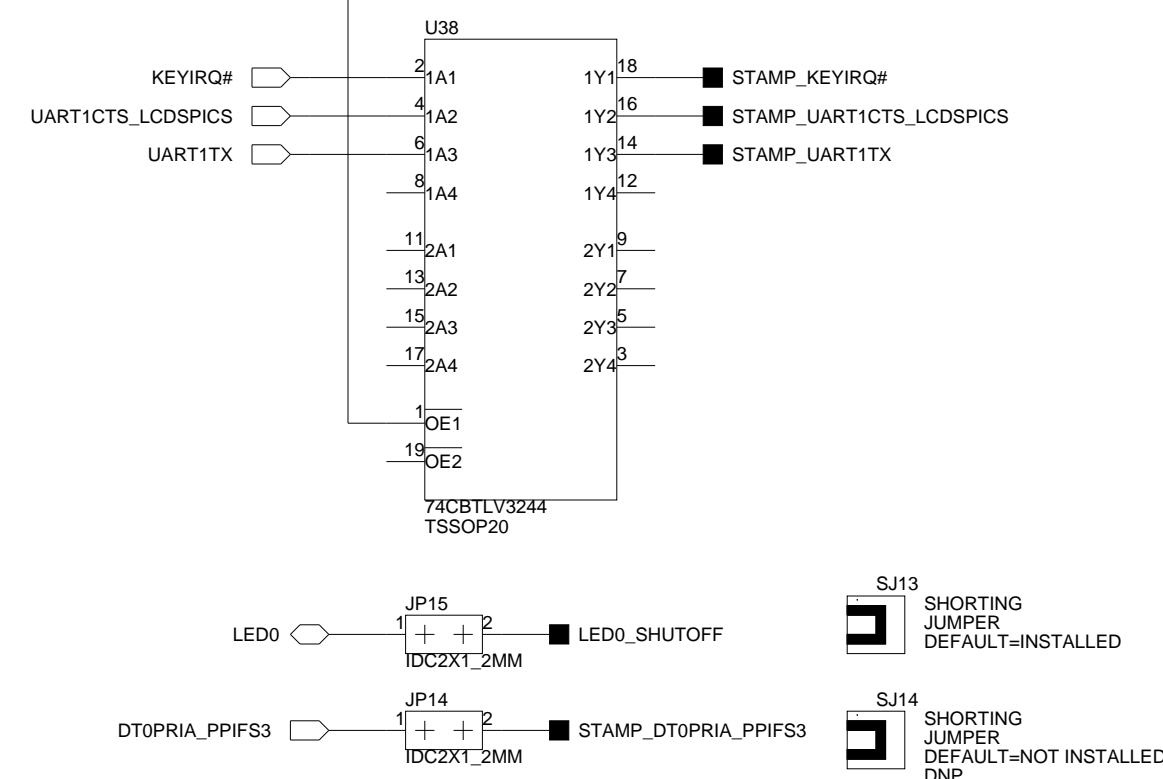 U38
KEYIRQ# 2 1A1 1Y1 18 STAMP_KEYIRQ#
UART1CTS_LCDSPICS 4 1A2 1Y2 16 STAMP_UART1CTS_LCDSPICS
UART1TX 6 1A3 1Y3 14 STAMP_UART1TX
8 1A4 1Y4 12
11 2A1 2Y1 9
13 2A2 2Y2 7
15 2A3 2Y3 5
17 2A4 2Y4 3
1 OE1
19 OE2
74CBTLV3244
TSSOP20
JP15
LED0 1 2 LED0_SHUTOFF
IDC2X1_2MM
SJ13
SHORTING
JUMPER
DEFAULT=INSTALLED
JP14
DT0PRIA_PPIFS3 1 2 STAMP_DT0PRIA_PPIFS3
IDC2X1_2MM
SJ14
SHORTING
JUMPER
DEFAULT=NOT INSTALLED
DNP